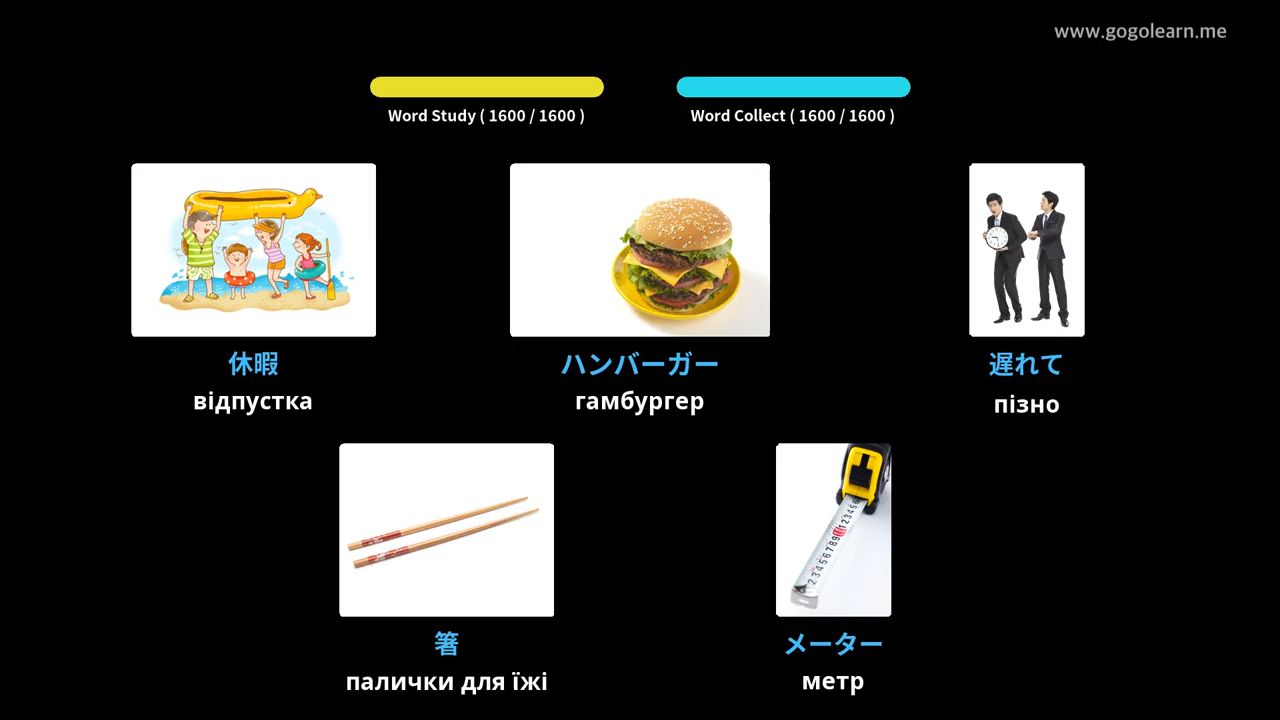 www.gogolearn.me
Word Study ( 1600 / 1600 )
Word Collect ( 1600 / 1600 )
休暇
відпустка
ハンバーガー
гамбургер
遅れて
пізно
箸
палички для їжі
メーター
метр